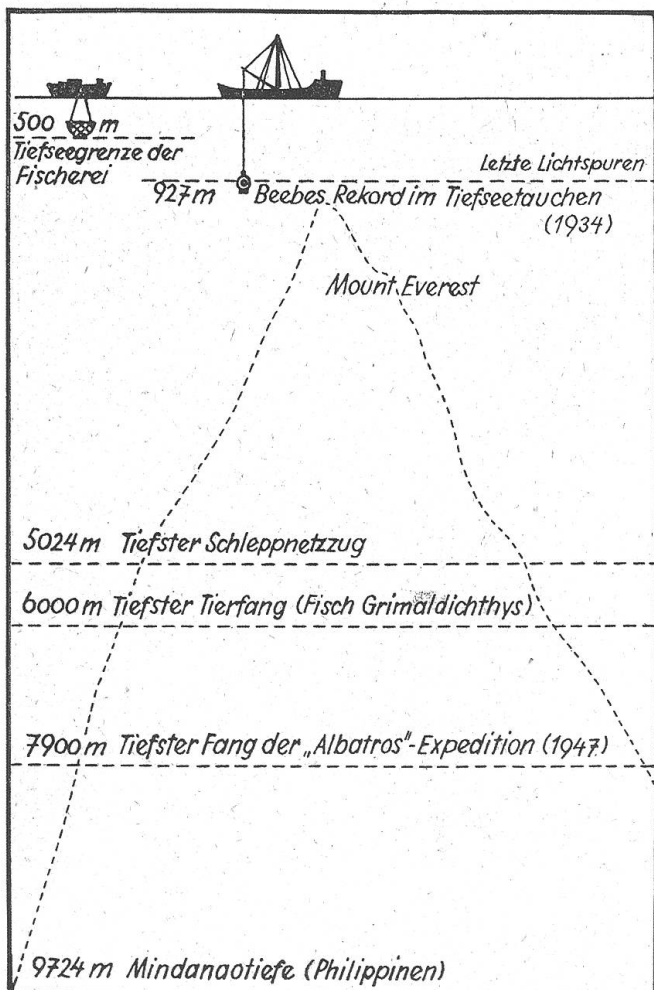 500 m
Tiefseegrenze der
Fischerei
Letzte Lichtspuren
927 m Beebes Rekord im Tiefseetauchen
(1934)
Mount Everest
5024 m Tiefster Schleppnetzzug
6000 m Tiefster Tierfang (Fisch Grimaldichthys)
7900 m Tiefster Fang der „Albatros"-Expedition (1947)
9724 m Mindanaotiefe (Philippinen)